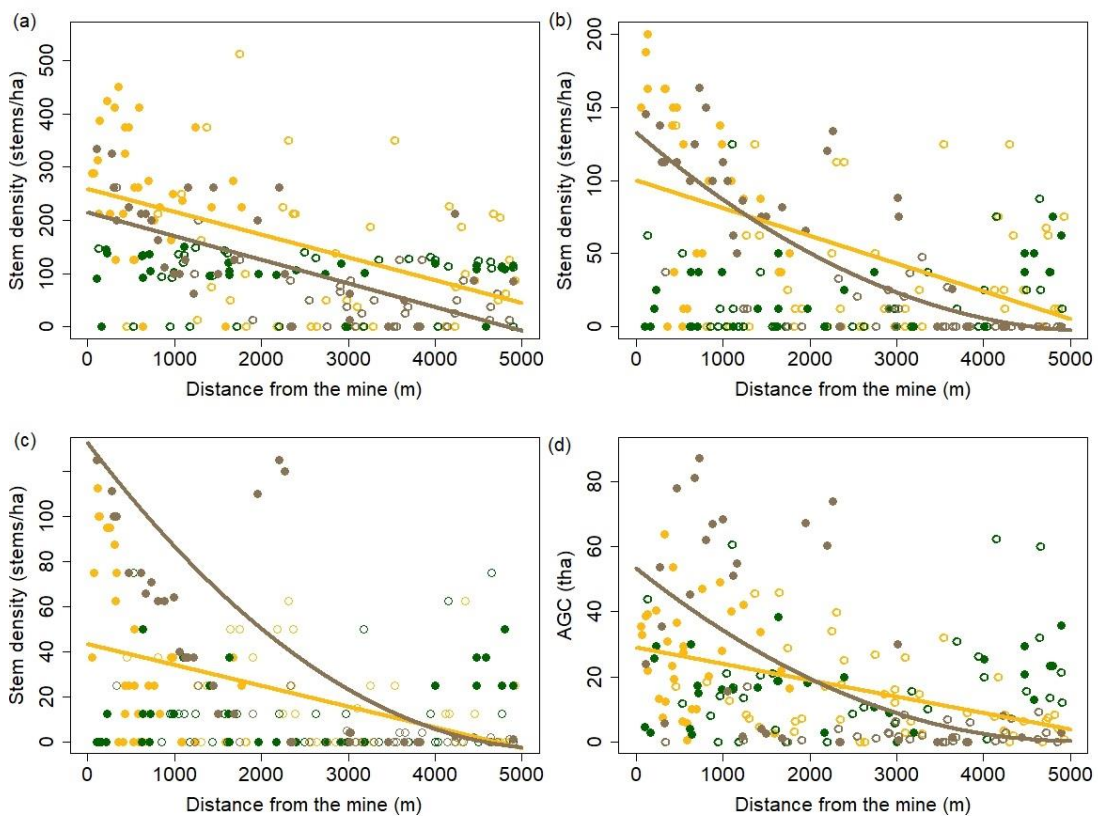 (a)
Stem density (stems/ha)
0 100 200 300 400 500
0 1000 2000 3000 4000 5000
Distance from the mine (m)
(b)
Stem density (stems/ha)
0 50 100 150 200
0 1000 2000 3000 4000 5000
Distance from the mine (m)
(c)
Stem density (stems/ha)
0 20 40 60 80 100
0 1000 2000 3000 4000 5000
Distance from the mine (m)
(d)
AGC (tha)
0 20 40 60 80
0 1000 2000 3000 4000 5000
Distance from the mine (m)